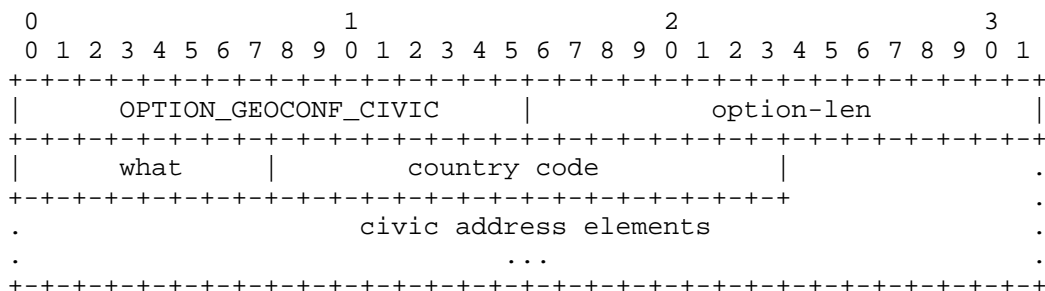 0                   1                   2                   3
0 1 2 3 4 5 6 7 8 9 0 1 2 3 4 5 6 7 8 9 0 1 2 3 4 5 6 7 8 9 0 1
+-+-+-+-+-+-+-+-+-+-+-+-+-+-+-+-+-+-+-+-+-+-+-+-+-+-+-+-+-+-+-+-+
|      OPTION_GEOCONF_CIVIC     |           option-len          |
+-+-+-+-+-+-+-+-+-+-+-+-+-+-+-+-+-+-+-+-+-+-+-+-+-+-+-+-+-+-+-+-+
|      what     |        country code           |               .
+-+-+-+-+-+-+-+-+-+-+-+-+-+-+-+-+-+-+-+-+-+-+-+-+               .
.                     civic address elements                    .
.                              ...                              .
+-+-+-+-+-+-+-+-+-+-+-+-+-+-+-+-+-+-+-+-+-+-+-+-+-+-+-+-+-+-+-+-+